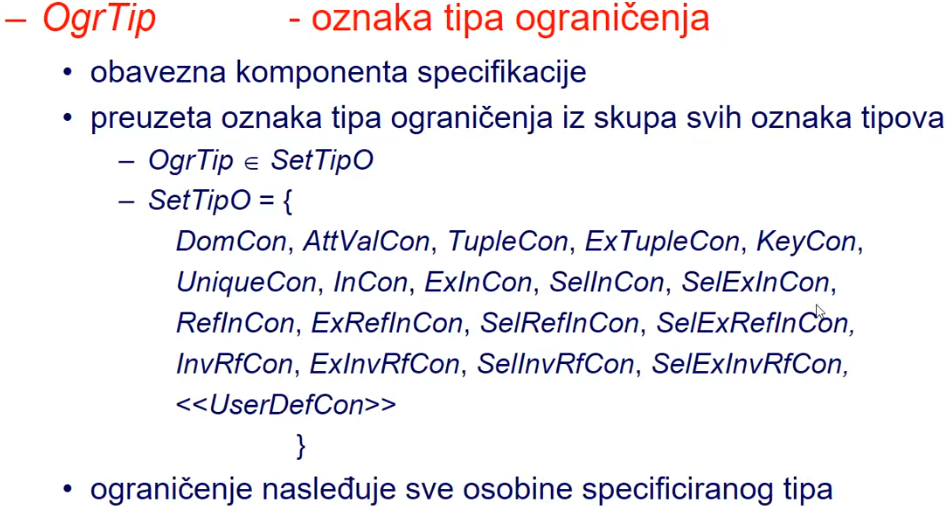 – OgrTip - oznaka tipa ograničenja
• obavezna komponenta specifikacije
• preuzeta oznaka tipa ograničenja iz skupa svih oznaka tipova
– OgrTip ∈ SetTipO
– SetTipO = {
DomCon, AttValCon, TupleCon, ExTupleCon, KeyCon,
UniqueCon, InCon, ExInCon, SelInCon, SelExInCon,
RefInCon, ExRefInCon, SelRefInCon, SelExRefInCon,
InvRfCon, ExInvRfCon, SelInvRfCon, SelExInvRfCon,
<<UserDefCon>>
}
• ograničenje nasleđuje sve osobine specificiranog tipa